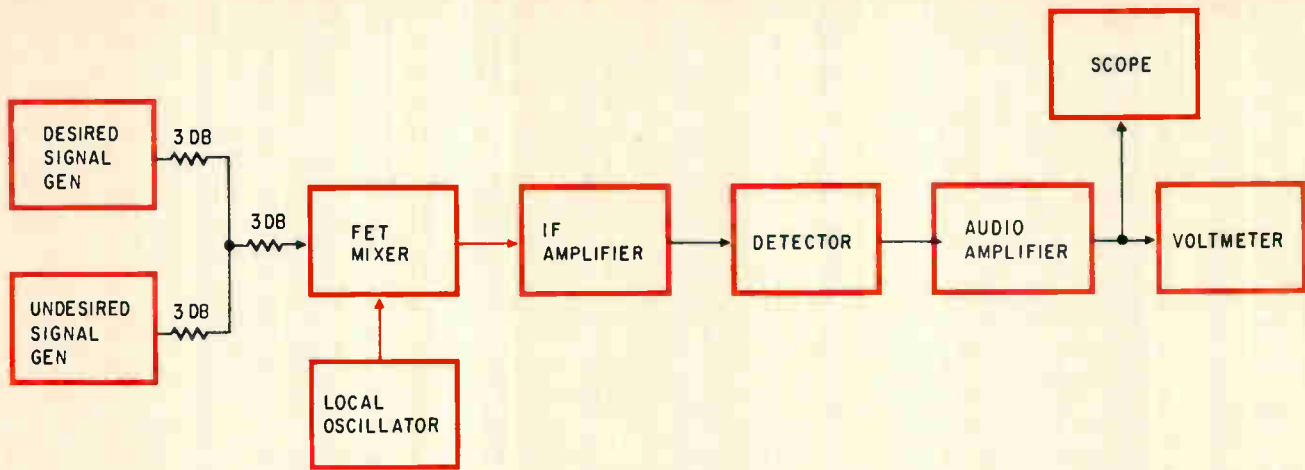 SCOPE
DESIRED
SIGNAL
GEN
3 DB
3 DB
FET
MIXER
IF
AMPLIFIER
DETECTOR
AUDIO
AMPLIFIER
VOLTMETER
UNDESIRED
SIGNAL
GEN
3 DB
LOCAL
OSCILLATOR